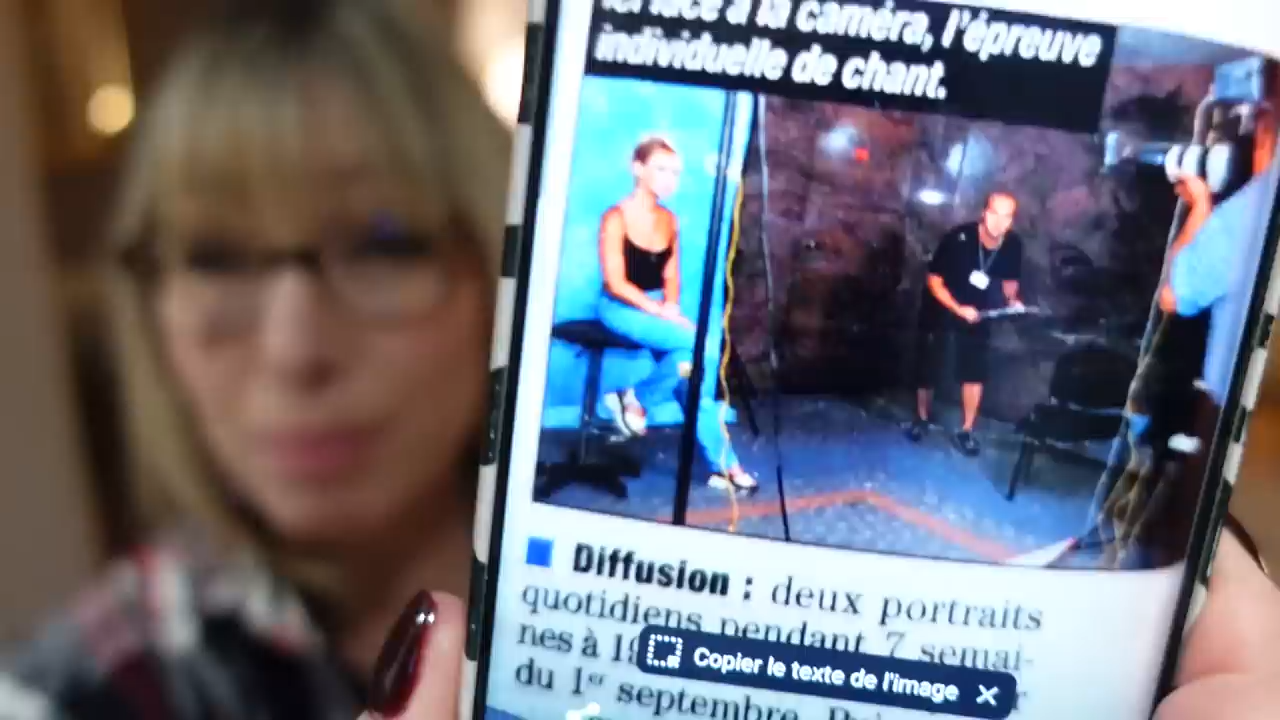 face à la caméra, l'épreuve
individuelle de chant.
Diffusion : deux portraits
quotidiens pendant 7 semai-
nes à
du 1er septembre.
Copier le texte de l'image